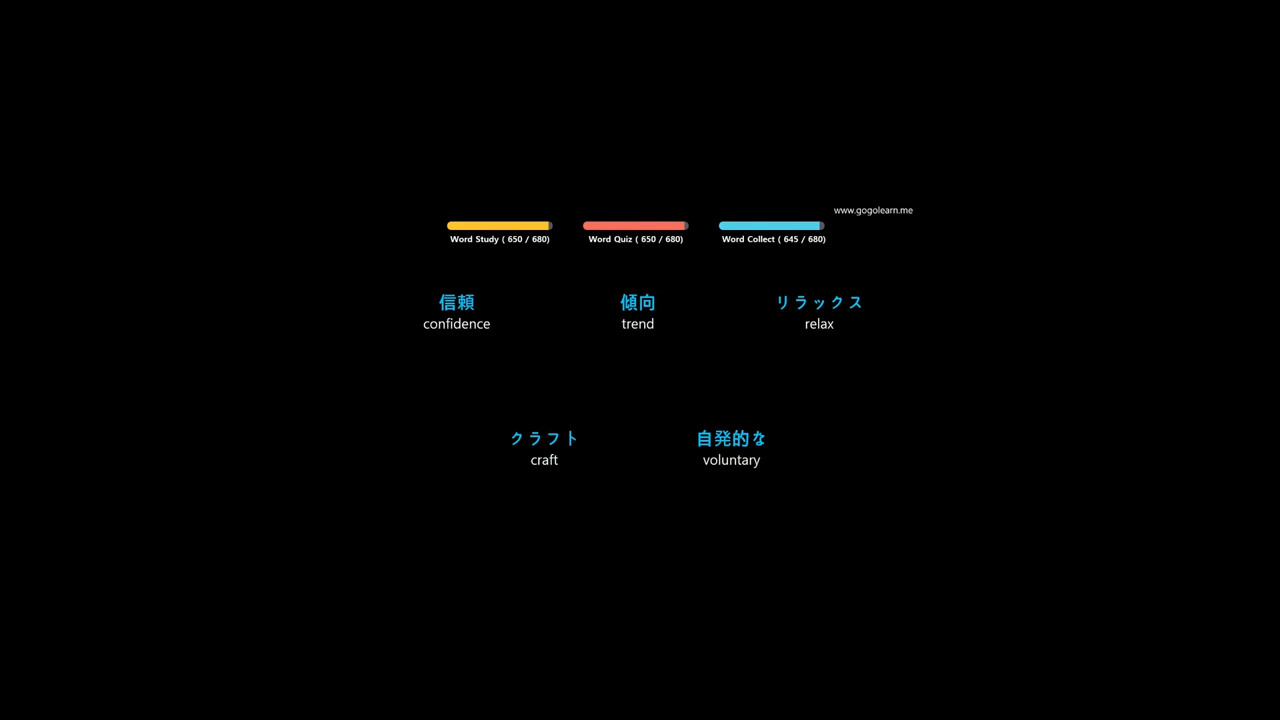 www.gogolearn.me
Word Study ( 650 / 680)
Word Quiz ( 650 / 680)
Word Collect ( 645 / 680)
信頼
confidence
傾向
trend
リラックス
relax
クラフト
craft
自発的な
voluntary